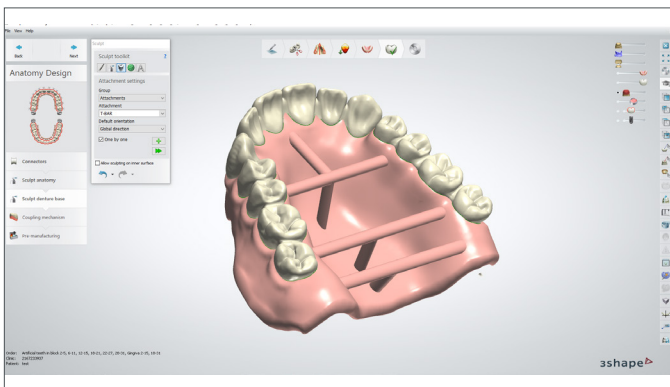 File View Help
Back
Next
Anatomy Design
Connectors
Sculpt anatomy
Sculpt denture base
Coupling mechanism
Pre-manufacturing
Sculpt
Sculpt toolkit
?
Attachment settings
Group
Attachments
Attachment
Default orientation
Global direction
One by one
Allow sculpting on inner surface
Patient: test
3shape